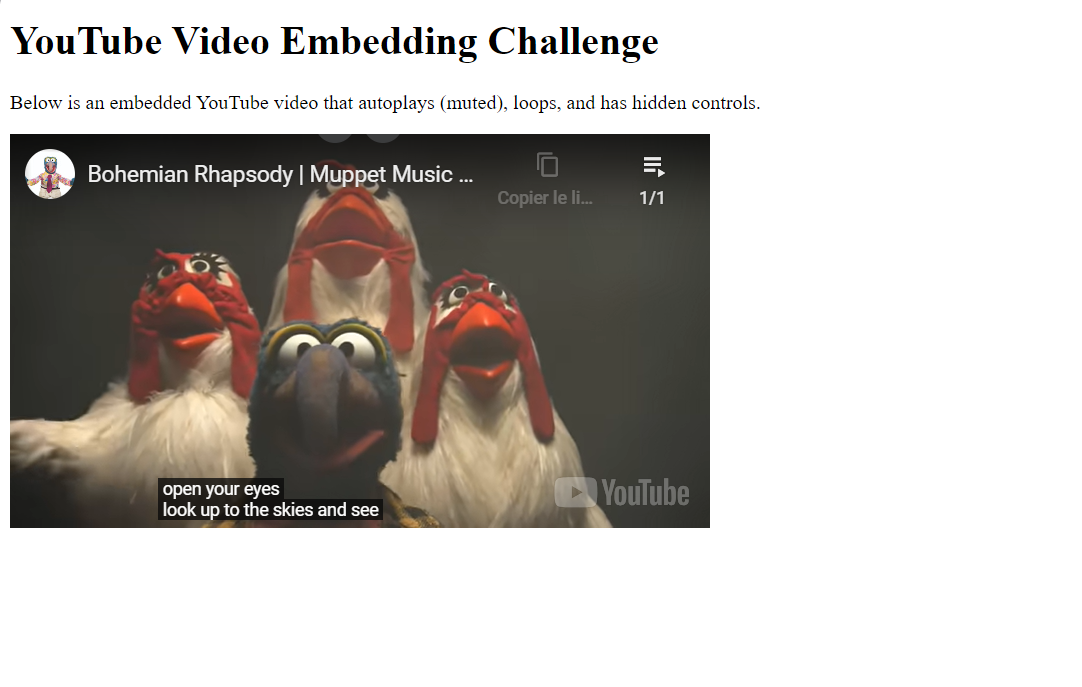 YouTube Video Embedding Challenge
Below is an embedded YouTube video that autoplays (muted), loops, and has hidden controls.
Bohemian Rhapsody | Muppet Music ...
Copier le li...
1/1
open your eyes
look up to the skies and see
YouTube